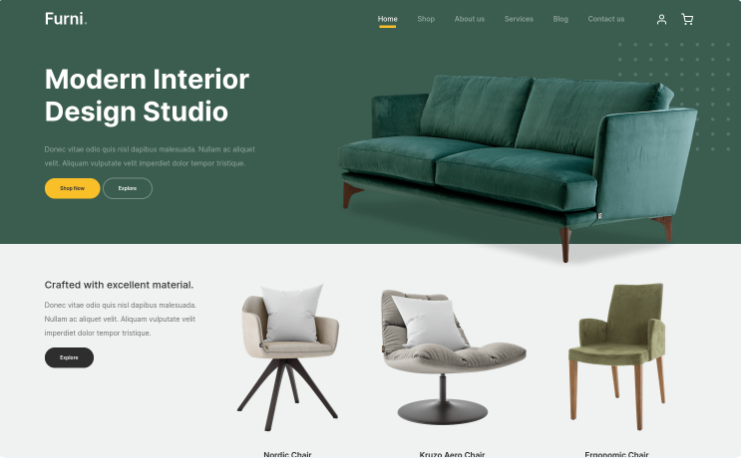 Furni.
Home Shop About us Services Blog Contact us
Modern Interior
Design Studio
Donec vitae odio quis nisl dapibus malesuada. Nullam ac aliquet
velit. Aliquam vulputate velit imperdiet dolor tempor tristique.
Shop Now Explore
Crafted with excellent material.
Donec vitae odio quis nisl dapibus malesuada.
Nullam ac aliquet velit. Aliquam vulputate velit
imperdiet dolor tempor tristique.
Explore
Nordic Chair Kruzo Aero Chair Ergonomic Chair